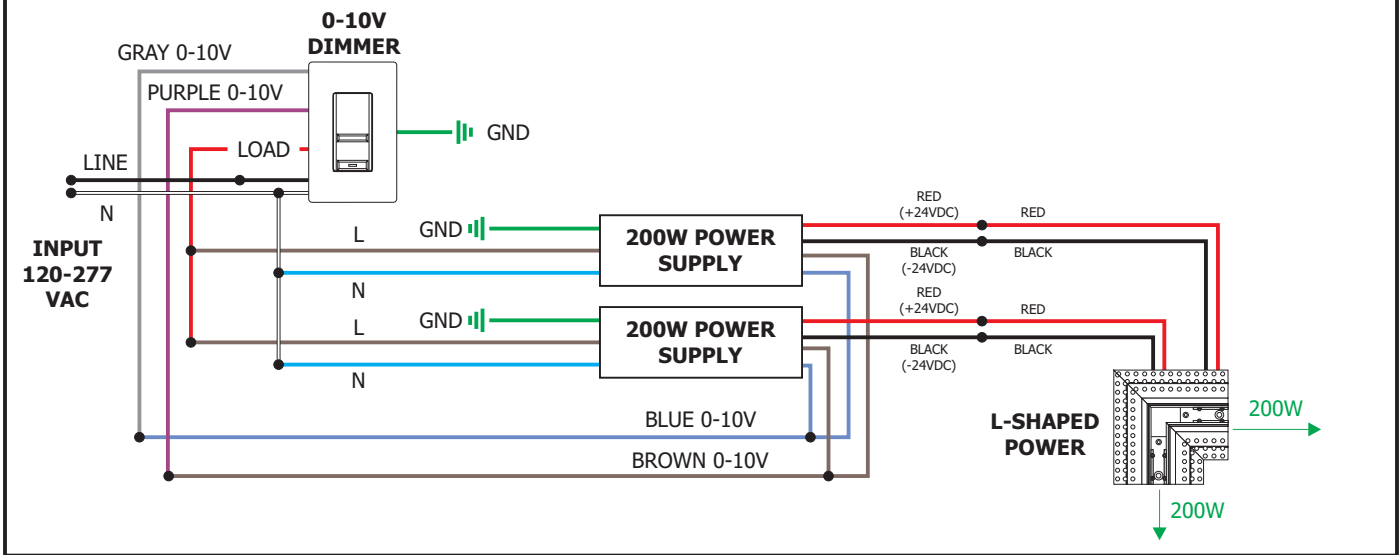 0-10V
DIMMER
GRAY 0-10V
PURPLE 0-10V
GND
LOAD
LINE
N
INPUT
120-277
VAC
L
GND
N
200W POWER
SUPPLY
RED
(+24VDC)
RED
BLACK
(-24VDC)
BLACK
L
GND
N
200W POWER
SUPPLY
RED
(+24VDC)
RED
BLACK
(-24VDC)
BLACK
BLUE 0-10V
BROWN 0-10V
L-SHAPED
POWER
200W
200W